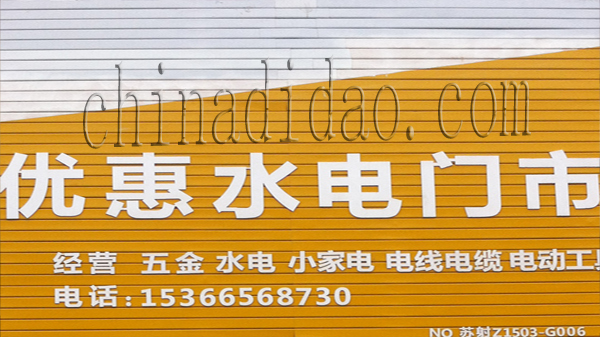 chinadidao.com
优惠水电门市
经营 五金 水电 小家电 电线电缆 电动工具
电话:15366568730
NO 苏射Z1503-G006